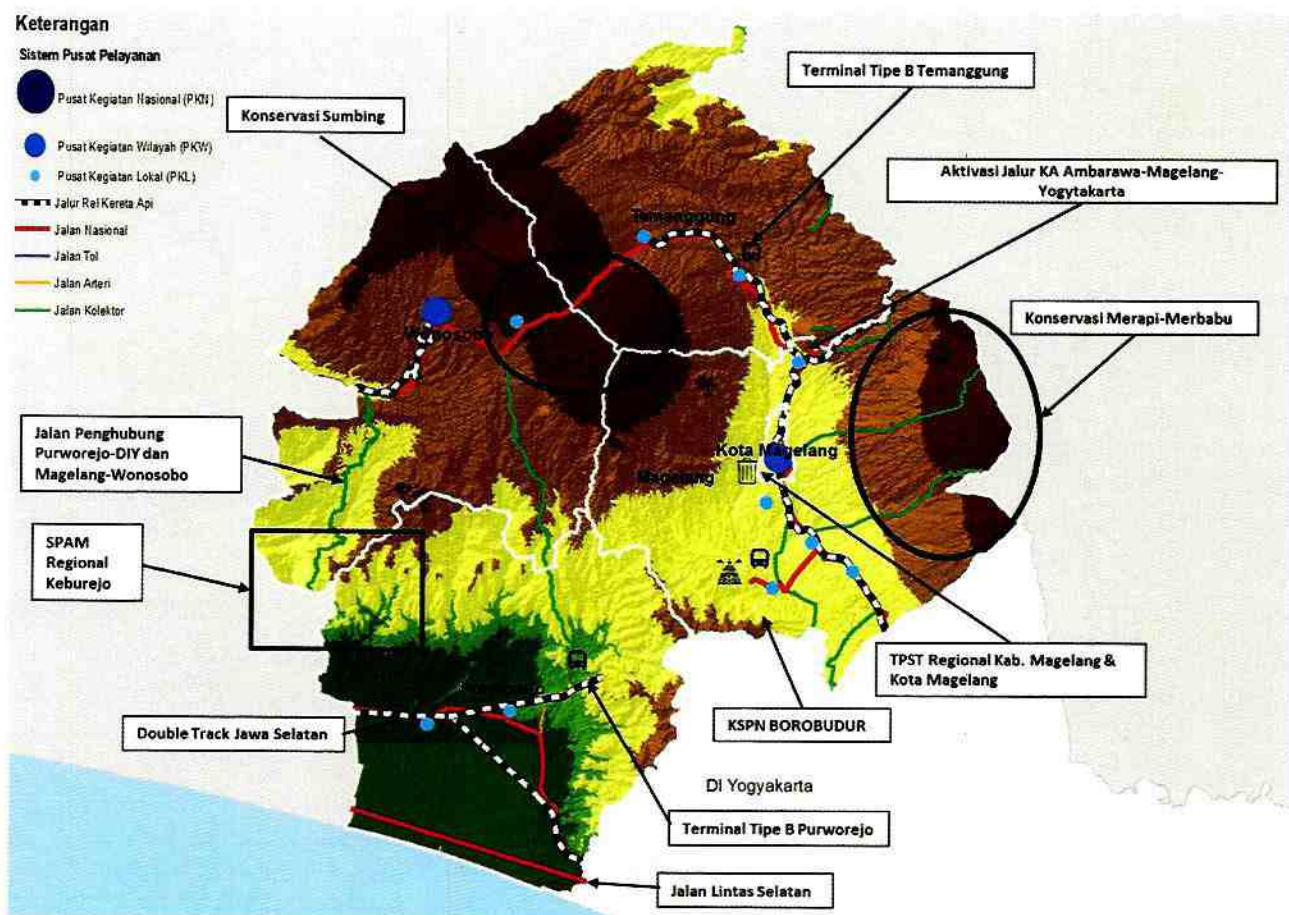 Keterangan
Sistem Pusat Pelayanan
Pusat Kegiatan Nasional (PKN)
Pusat Kegiatan Wilayah (PKW)
Pusat Kegiatan Lokal (PKL)
Jalur Rel Kereta Api
Jalan Nasional
Jalan Tol
Jalan Arteri
Jalan Kolektor
Konservasi Sumbing
Terminal Tipe B Temanggung
Aktivasi Jalur KA Ambarawa-Magelang-
Yogytakarta
Temanggung
Konservasi Merapi-Merbabu
Wonosobo
Jalan Penghubung
Purworejo-DIY dan
Magelang-Wonosobo
Kota Magelang
Magelang
SPAM
Regional
Keburejo
TPST Regional Kab. Magelang &
Kota Magelang
KSPN BOROBUDUR
Double Track Jawa Selatan
DI Yogyakarta
Terminal Tipe B Purworejo
Jalan Lintas Selatan